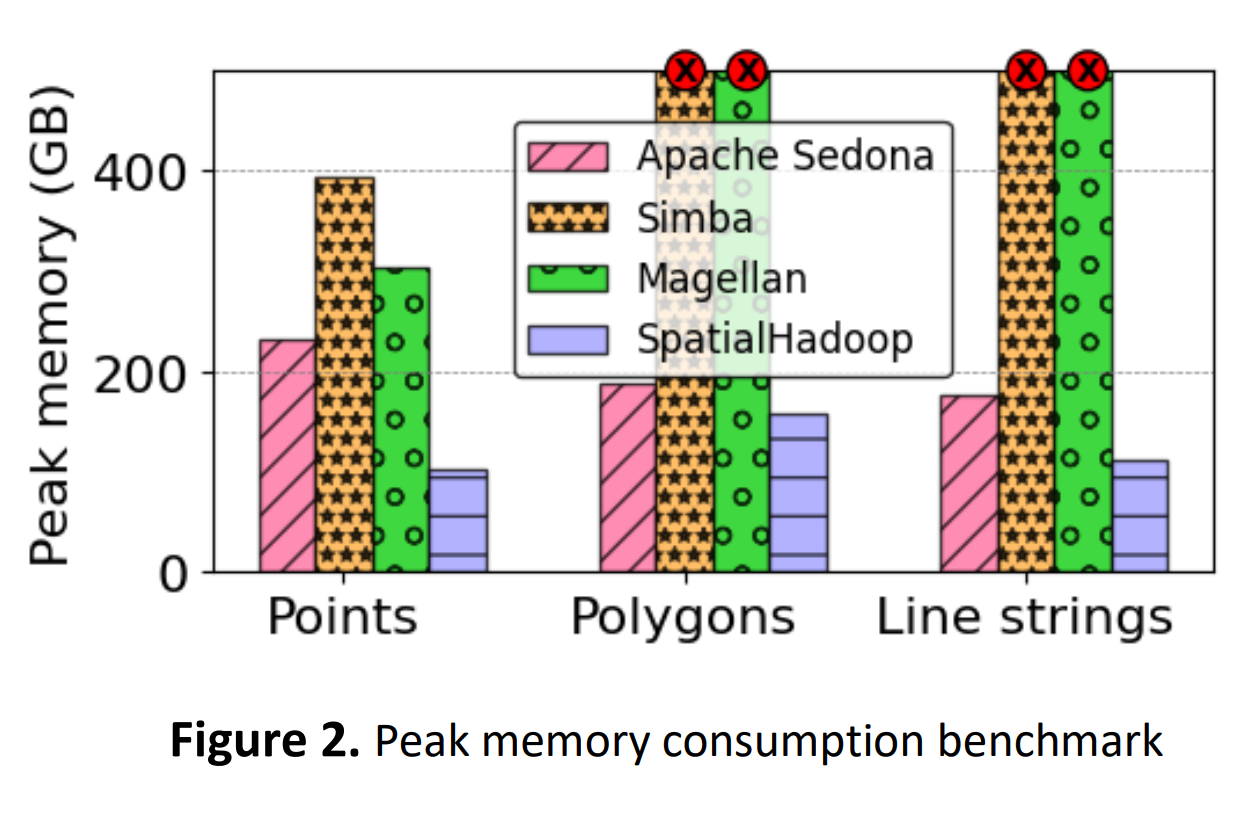 Peak memory (GB)
400
200
0
X X X X
Apache Sedona
Simba
Magellan
SpatialHadoop
Points Polygons Line strings
Figure 2. Peak memory consumption benchmark